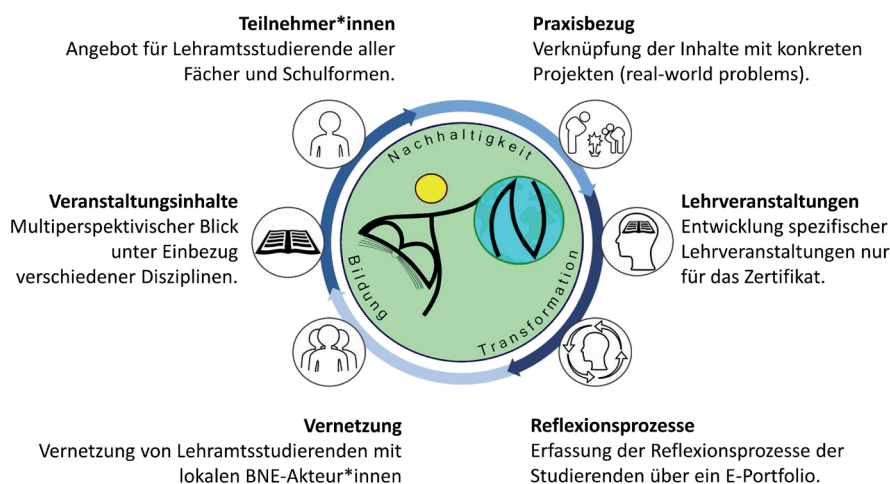 Teilnehmer*innen
Angebot für Lehramtsstudierende aller
Fächer und Schulformen.
Praxisbezug
Verknüpfung der Inhalte mit konkreten
Projekten (real-world problems).
Veranstaltungsinhalte
Multiperspektivischer Blick
unter Einbezug
verschiedener Disziplinen.
Nachhaltigkeit
Bildung
Transformation
Lehrveranstaltungen
Entwicklung spezifischer
Lehrveranstaltungen nur
für das Zertifikat.
Vernetzung
Vernetzung von Lehramtsstudierenden mit
lokalen BNE-Akteur*innen
Reflexionsprozesse
Erfassung der Reflexionsprozesse der
Studierenden über ein E-Portfolio.